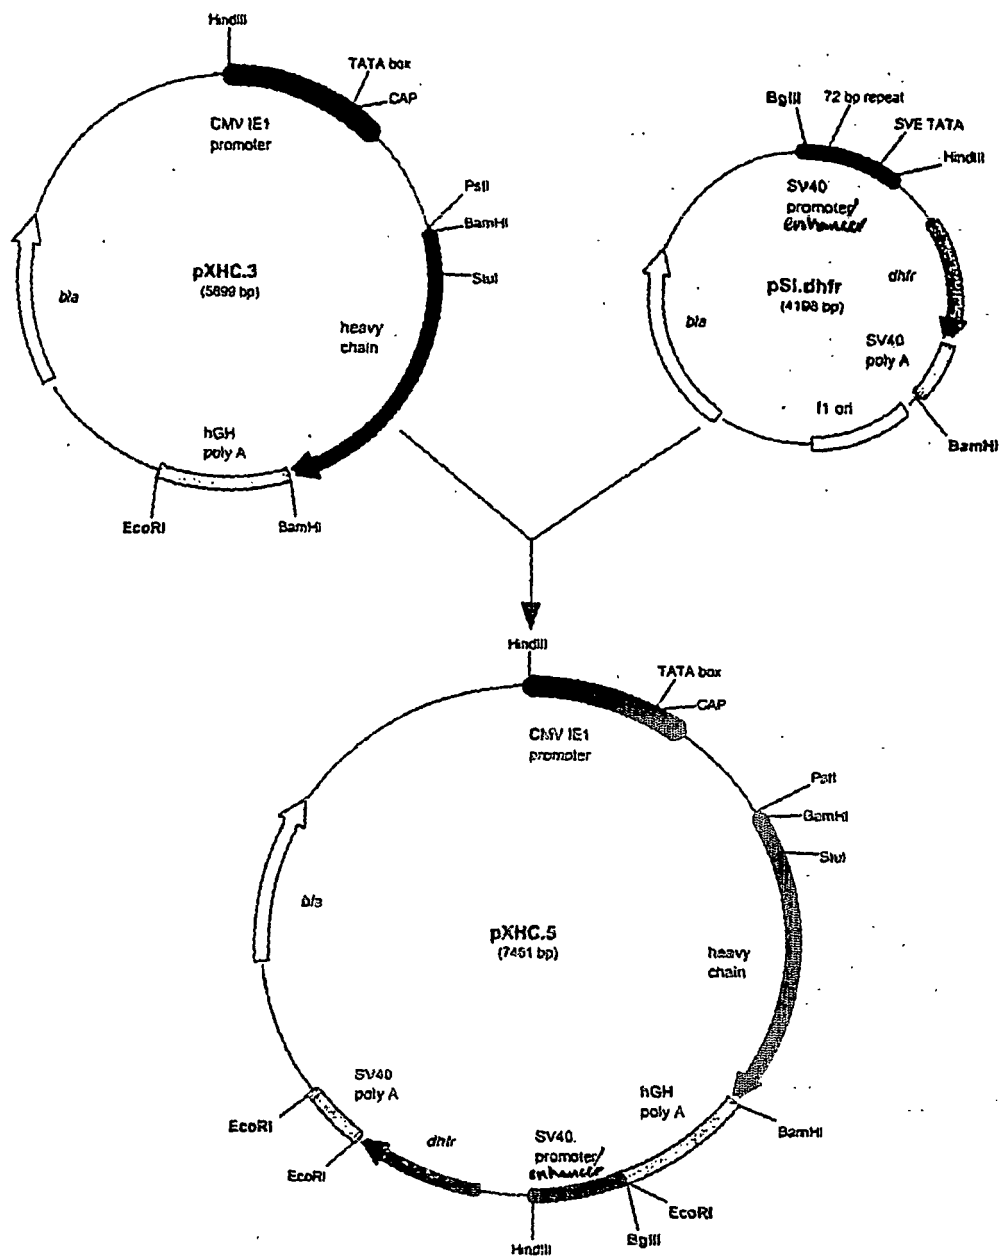 HindIII
TATA box
CAP
CMV IE1
promoter
PstI
BamHI
StuI
pXHC.3
(5899 bp)
bla
heavy
chain
hGH
poly A
EcoRI
BamHI
BglII
72 bp repeat
SVE TATA
HindIII
SV40
promoter/
enhancer
dhfr
pSI.dhfr
(4198 bp)
bla
SV40
poly A
f1 ori
BamHI
HindIII
TATA box
CAP
CMV IE1
promoter
PstI
BamHI
StuI
bla
pXHC.5
(7451 bp)
heavy
chain
SV40
poly A
hGH
poly A
EcoRI
dhfr
SV40
promoter/
enhancer
BamHI
EcoRI
EcoRI
BglII
HindIII